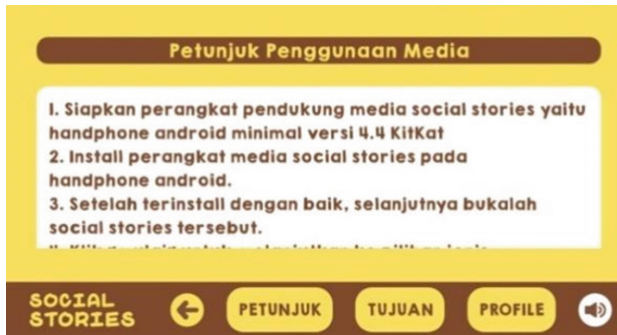 Petunjuk Penggunaan Media
1. Siapkan perangkat pendukung media social stories yaitu
handphone android minimal versi 4.4 KitKat
2. Install perangkat media social stories pada
handphone android.
3. Setelah terinstall dengan baik, selanjutnya bukalah
social stories tersebut.
SOCIAL
STORIES
PETUNJUK
TUJUAN
PROFILE